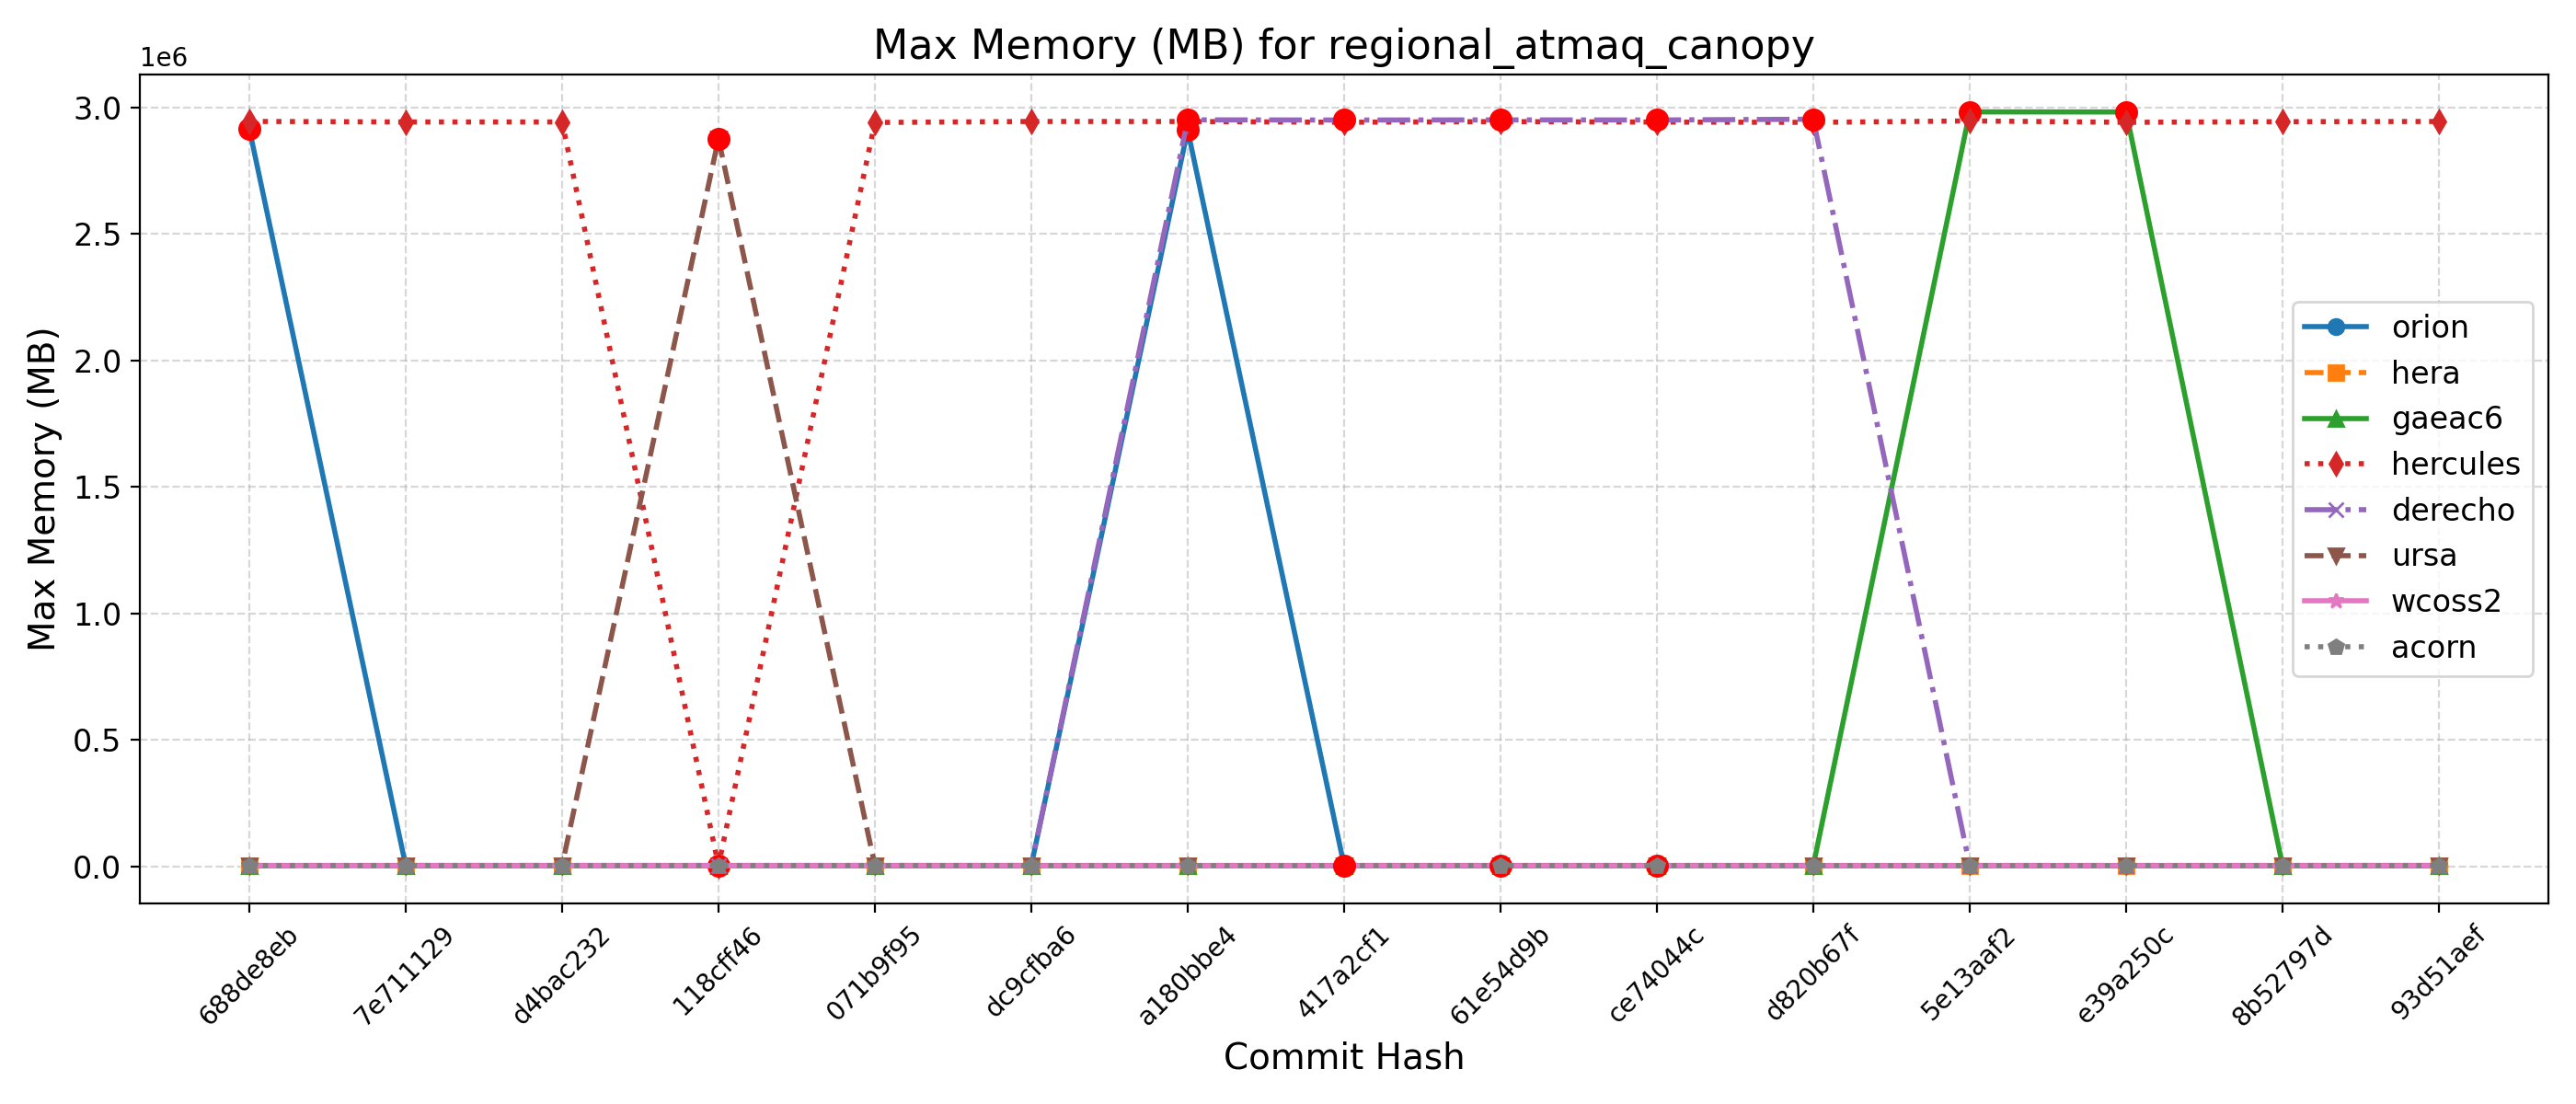 Max Memory (MB) for regional_atmaq_canopy
1e6
3.0
2.5
2.0
1.5
1.0
0.5
0.0
Max Memory (MB)
orion
hera
gaeac6
hercules
derecho
ursa
wcoss2
acorn
688de8eb
7e711129
d4bac232
118cff46
071b9f95
dc9cfba6
a180bbe4
417a2cf1
61e54d9b
ce74044c
d820b67f
5e13aaf2
e39a250c
8b52797d
93d51aef
Commit Hash